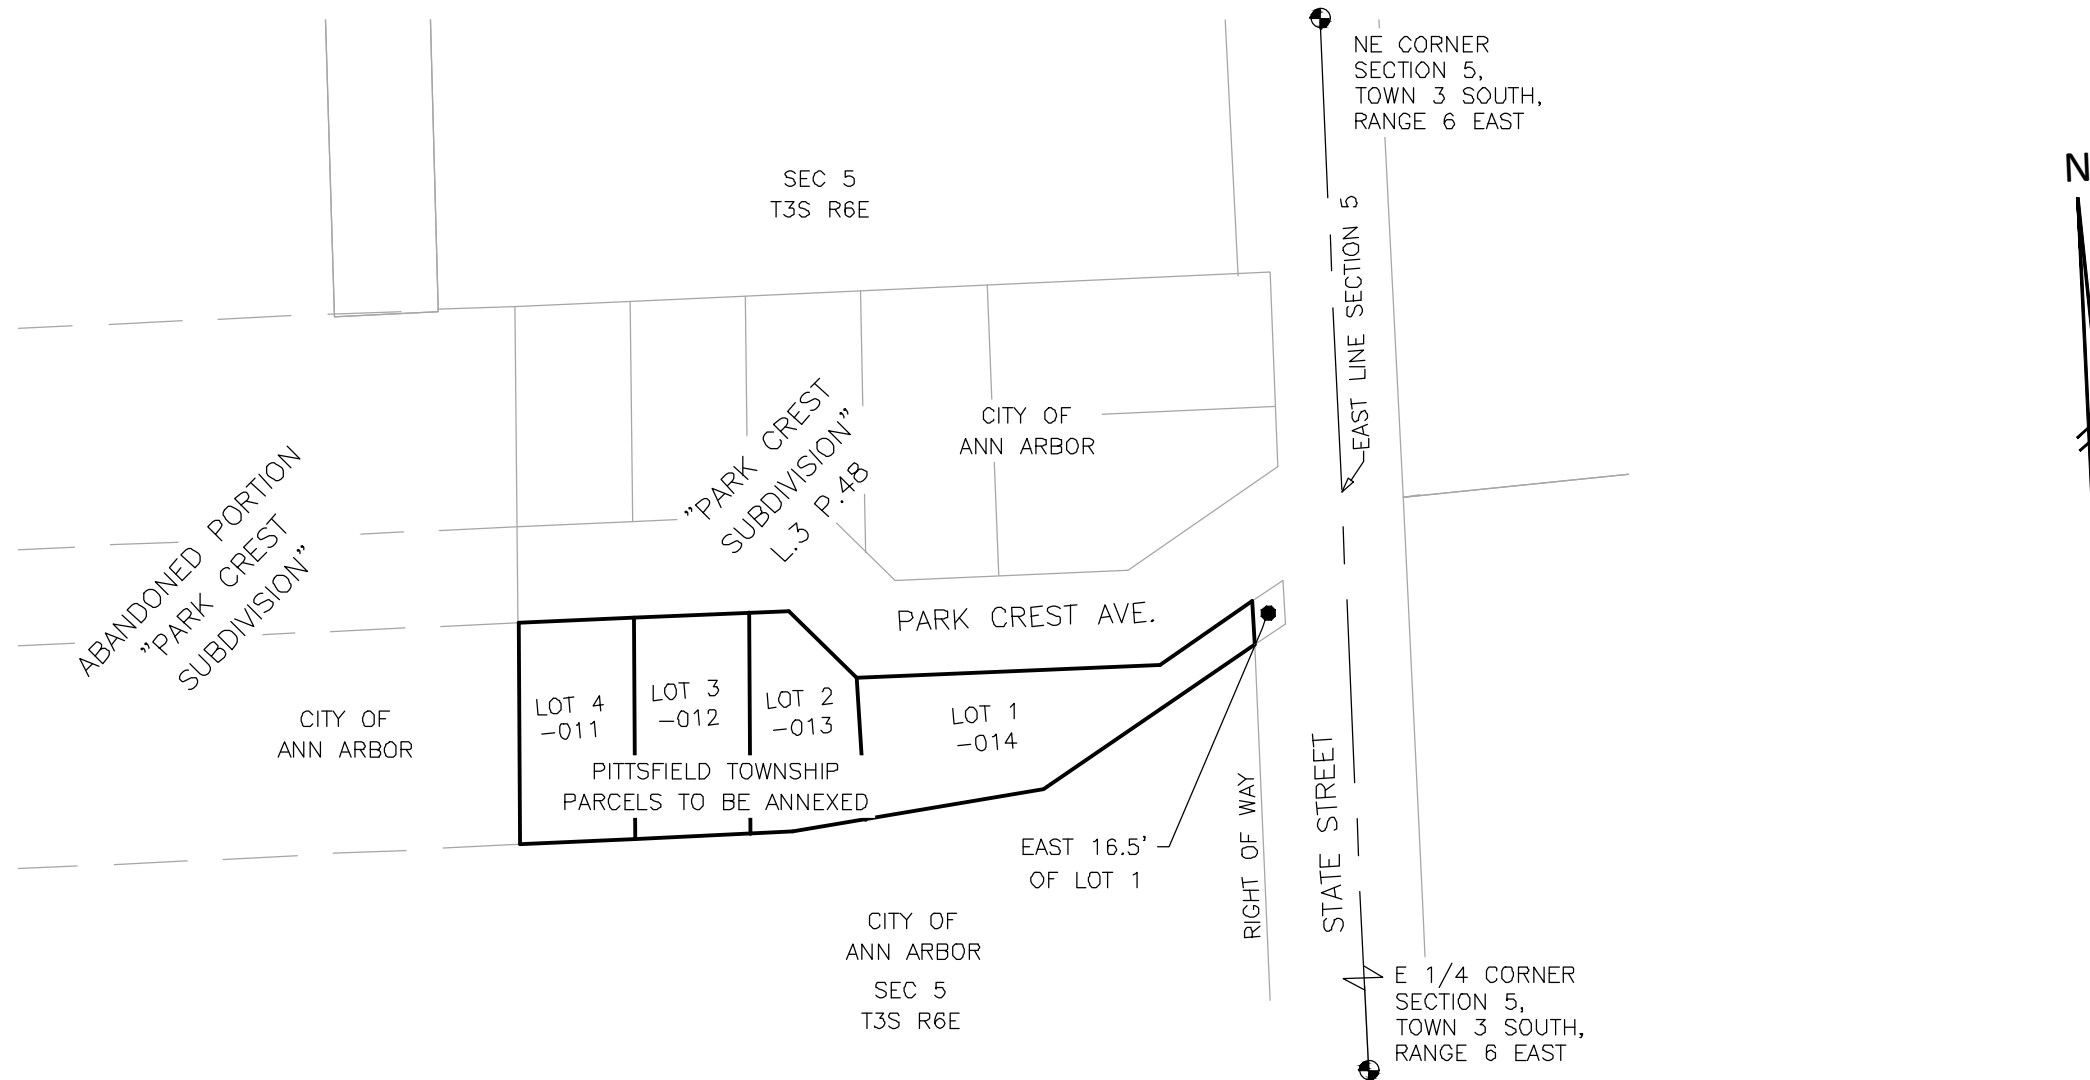 NE CORNER
SECTION 5,
TOWN 3 SOUTH,
RANGE 6 EAST
N
SEC 5
T3S R6E
EAST LINE SECTION 5
"PARK CREST
SUBDIVISION"
L.3 P.48
CITY OF
ANN ARBOR
ABANDONED PORTION
"PARK CREST
SUBDIVISION"
PARK CREST AVE.
CITY OF
ANN ARBOR
LOT 4
-011
LOT 3
-012
LOT 2
-013
LOT 1
-014
PITTSFIELD TOWNSHIP
PARCELS TO BE ANNEXED
EAST 16.5'
OF LOT 1
RIGHT OF WAY
STATE STREET
CITY OF
ANN ARBOR
SEC 5
T3S R6E
E 1/4 CORNER
SECTION 5,
TOWN 3 SOUTH,
RANGE 6 EAST